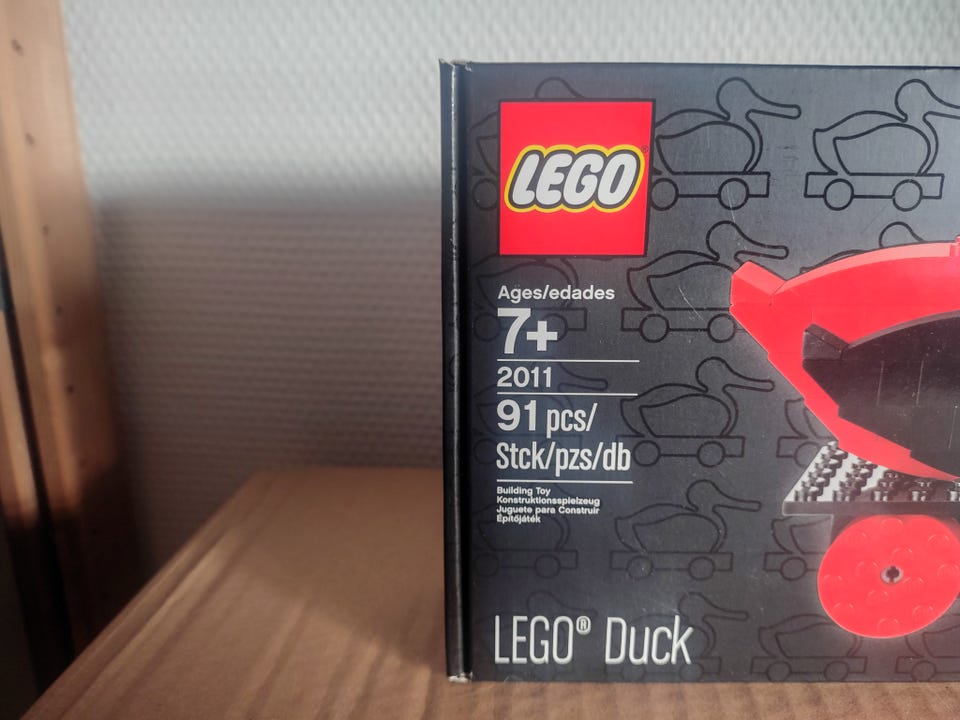 LEGO®
Ages/edades
7+
2011
91 pcs/
Stck/pzs/db
Building Toy
Konstruktionsspielzeug
Juguete para Construir
Építőjáték
LEGO® Duck